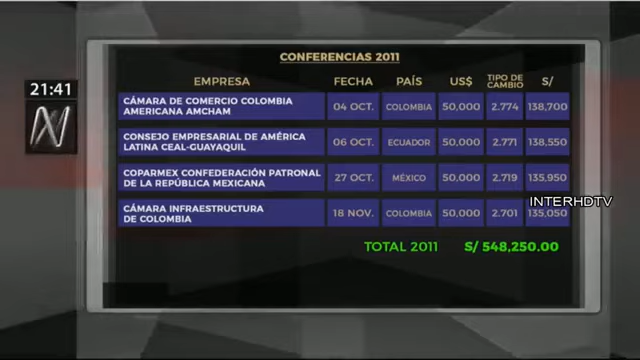 CONFERENCIAS 2011
21:41
N
EMPRESA FECHA PAÍS US$ TIPO DE CAMBIO S/
CÁMARA DE COMERCIO COLOMBIA AMERICANA AMCHAM 04 OCT. COLOMBIA 50,000 2.774 138,700
CONSEJO EMPRESARIAL DE AMÉRICA LATINA CEAL-GUAYAQUIL 06 OCT. ECUADOR 50,000 2.771 138,550
COPARMEX CONFEDERACIÓN PATRONAL DE LA REPÚBLICA MEXICANA 27 OCT. MÉXICO 50,000 2.719 135,950
INTERHDTV
CÁMARA INFRAESTRUCTURA DE COLOMBIA 18 NOV. COLOMBIA 50,000 2.701 135,050
TOTAL 2011 S/ 548,250.00